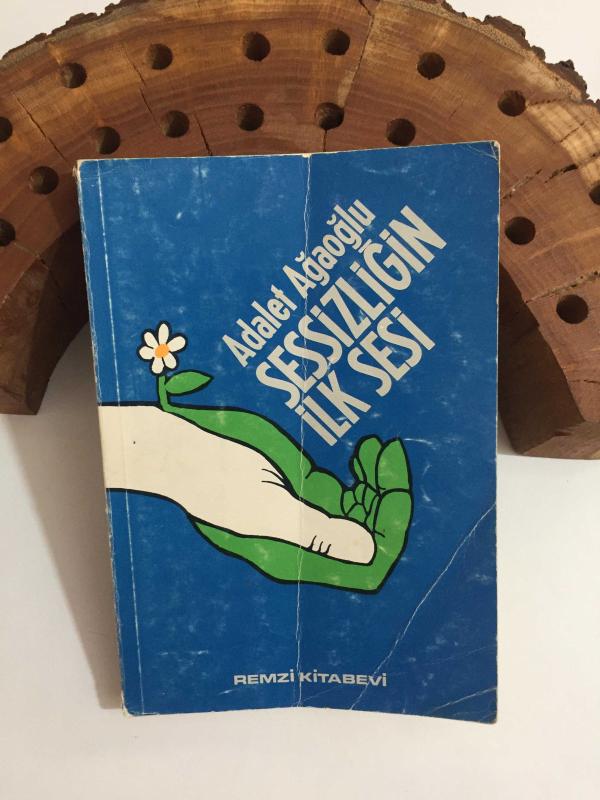 Adalet Ağaoğlu
SESSİZLİĞİN
İLK SESİ
REMZİ KİTABEVİ